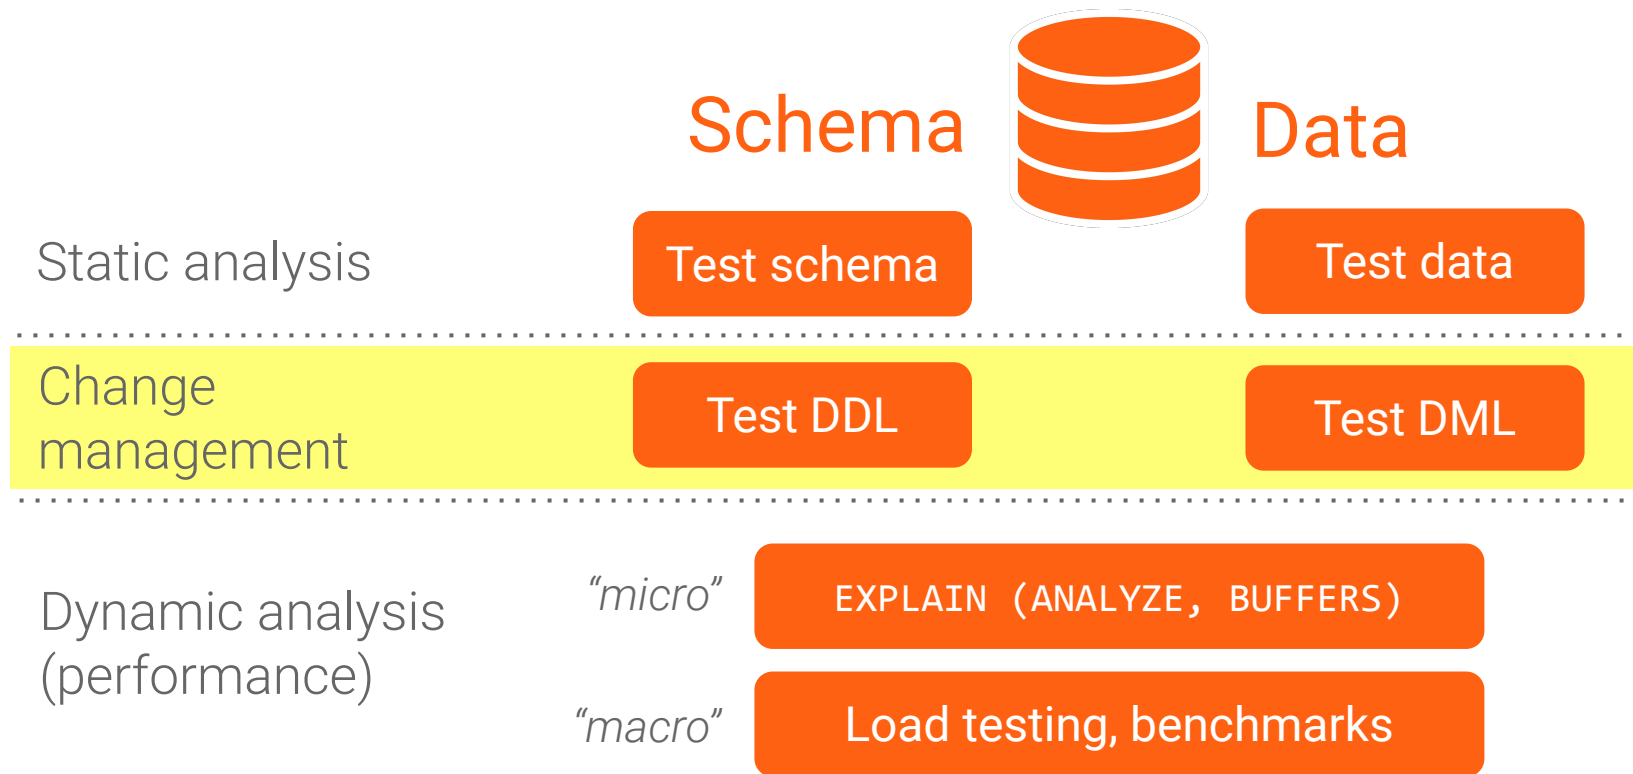 Schema
Data
Static analysis
Test schema
Test data
Change
management
Test DDL
Test DML
Dynamic analysis
(performance)
“micro”
EXPLAIN (ANALYZE, BUFFERS)
“macro”
Load testing, benchmarks